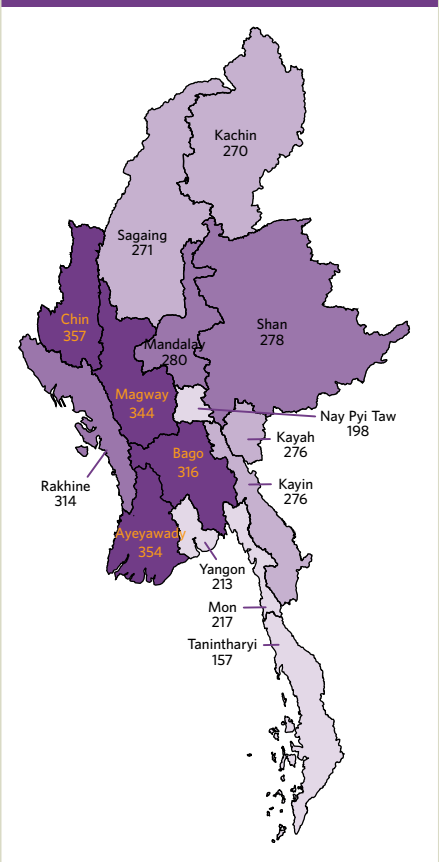 Kachin
270
Sagaing
271
Chin
357
Mandalay
280
Shan
278
Magway
344
Nay Pyi Taw
198
Kayah
276
Bago
316
Kayin
276
Rakhine
314
Ayeyawady
354
Yangon
213
Mon
217
Tanintharyi
157